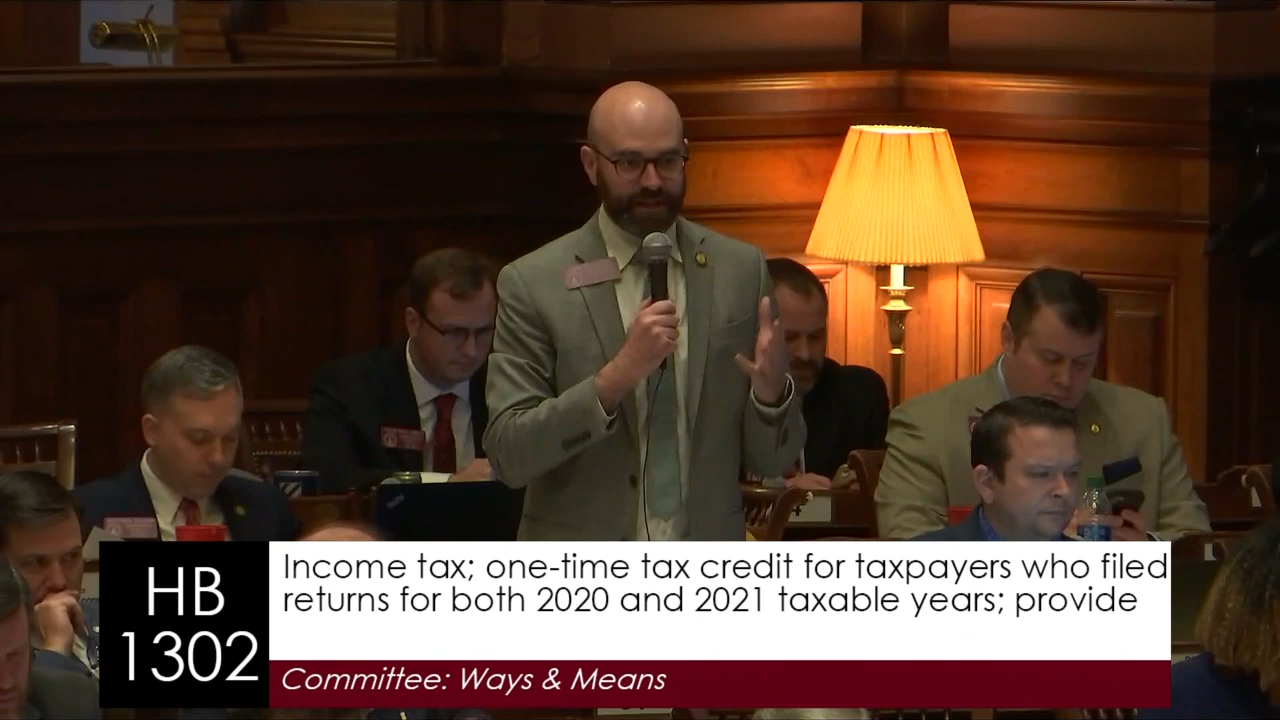 HB
1302
Income tax; one-time tax credit for taxpayers who filed
returns for both 2020 and 2021 taxable years; provide
Committee: Ways & Means